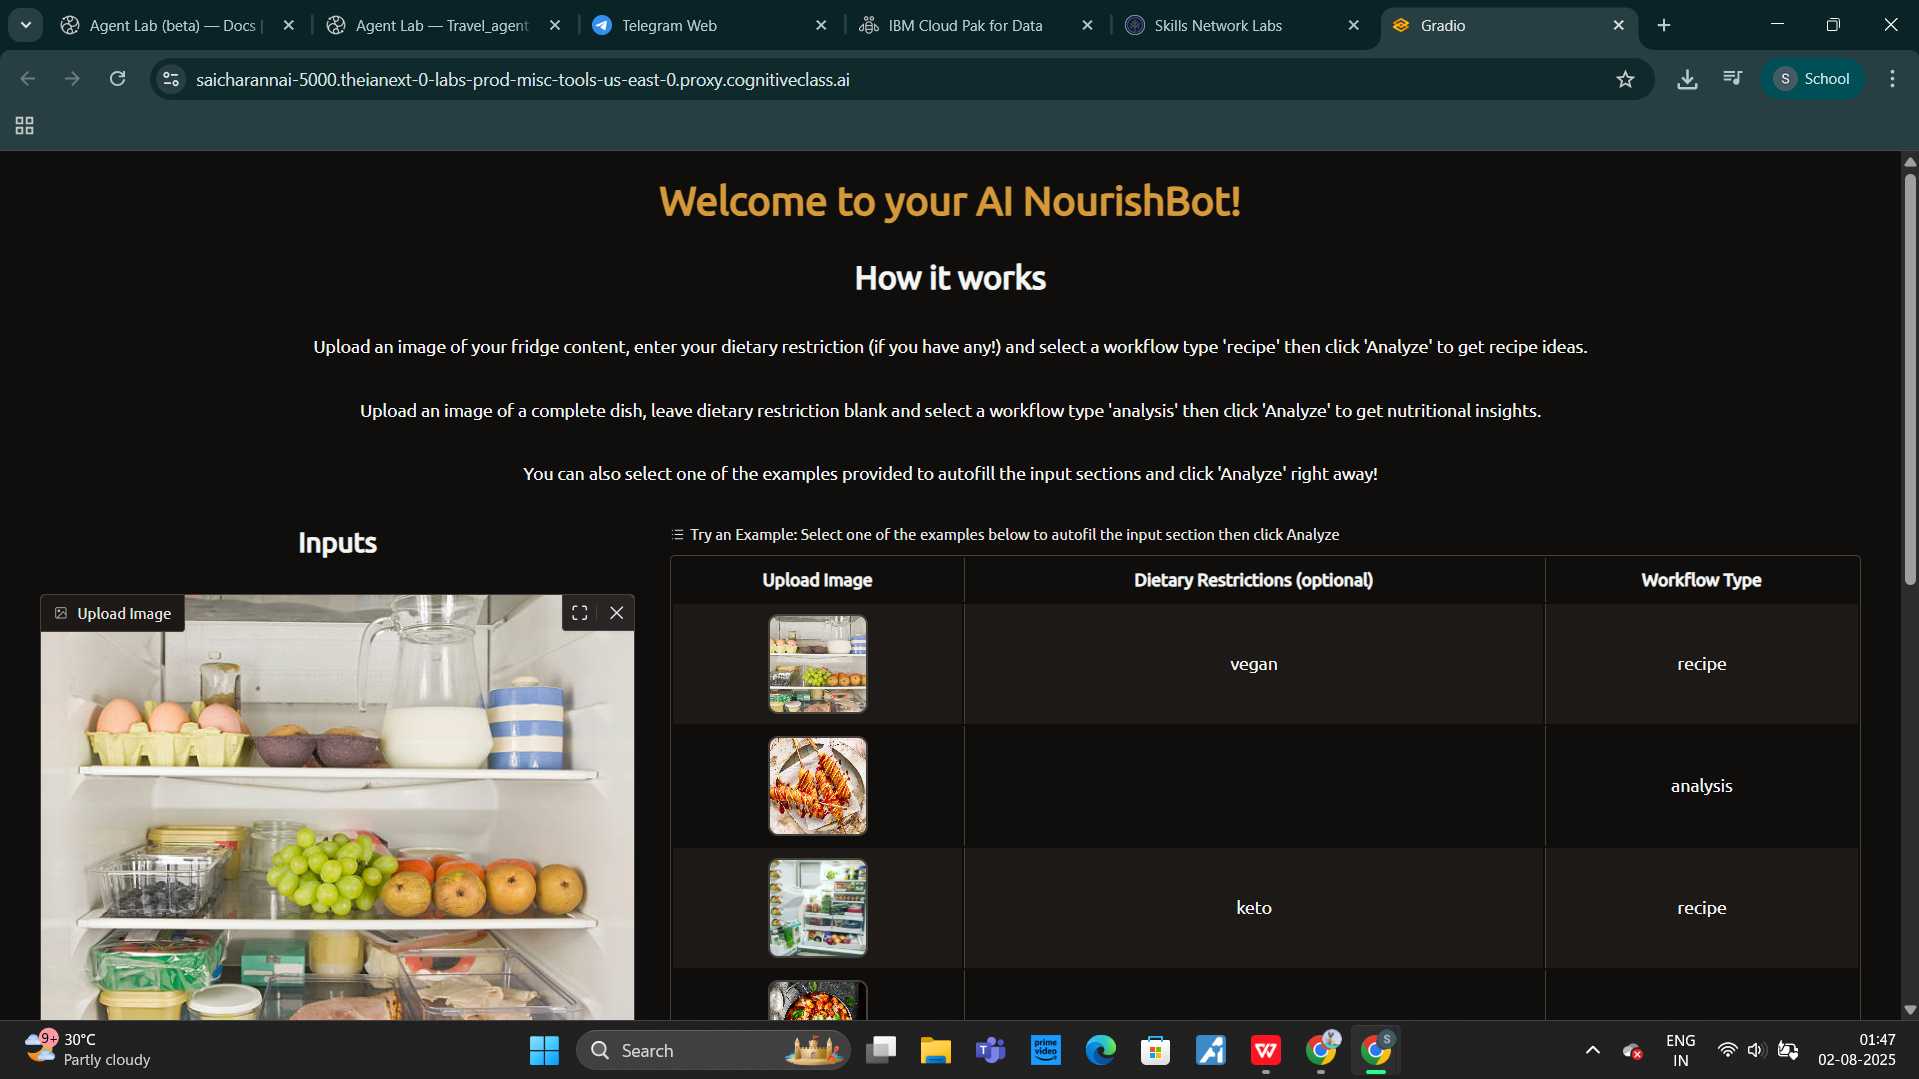 Agent Lab (beta) — Docs |
Agent Lab — Travel_agent
Telegram Web
IBM Cloud Pak for Data
Skills Network Labs
Gradio
saicharannai-5000.theianext-0-labs-prod-misc-tools-us-east-0.proxy.cognitiveclass.ai
S School
Welcome to your AI NourishBot!
How it works
Upload an image of your fridge content, enter your dietary restriction (if you have any!) and select a workflow type 'recipe' then click 'Analyze' to get recipe ideas.
Upload an image of a complete dish, leave dietary restriction blank and select a workflow type 'analysis' then click 'Analyze' to get nutritional insights.
You can also select one of the examples provided to autofill the input sections and click 'Analyze' right away!
Inputs
Upload Image
Try an Example: Select one of the examples below to autofil the input section then click Analyze
Upload Image Dietary Restrictions (optional) Workflow Type
vegan recipe
analysis
keto recipe
9+
30°C
Partly cloudy
Search
prime video
S
ENG
IN
01:47
02-08-2025